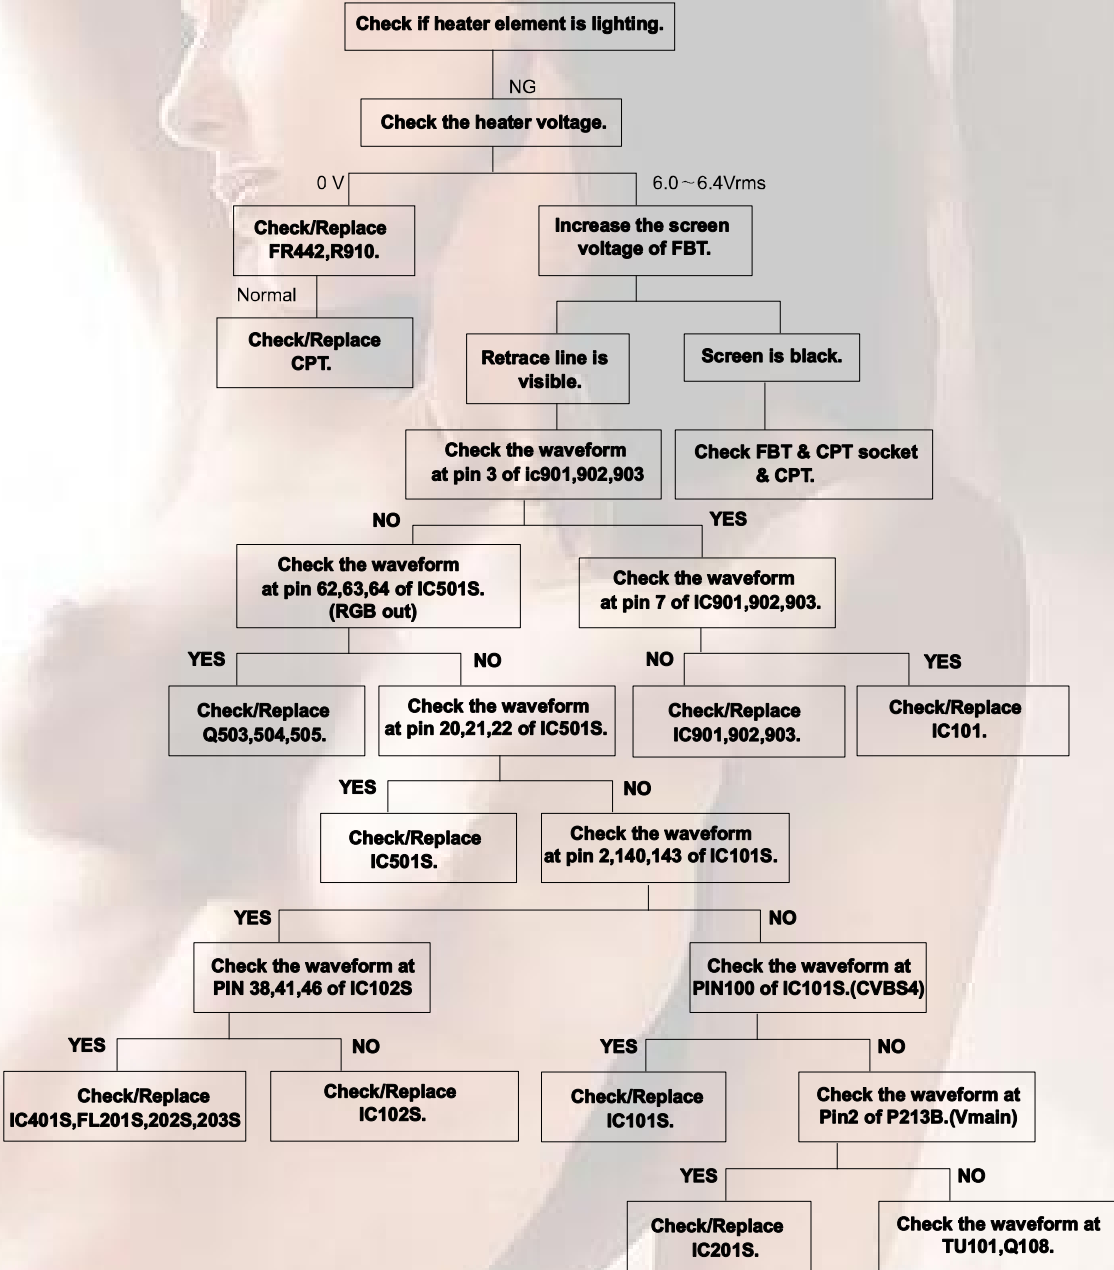 Check if heater element is lighting.
NG
Check the heater voltage.
0 V
6.0~6.4Vrms
Check/Replace
FR442,R910.
Increase the screen
voltage of FBT.
Normal
Check/Replace
CPT.
Retrace line is
visible.
Screen is black.
Check the waveform
at pin 3 of ic901,902,903
Check FBT & CPT socket
& CPT.
NO
YES
Check the waveform
at pin 62,63,64 of IC501S.
(RGB out)
Check the waveform
at pin 7 of IC901,902,903.
YES
NO
NO
YES
Check/Replace
Q503,504,505.
Check the waveform
at pin 20,21,22 of IC501S.
Check/Replace
IC901,902,903.
Check/Replace
IC101.
YES
NO
Check/Replace
IC501S.
Check the waveform
at pin 2,140,143 of IC101S.
YES
NO
Check the waveform at
PIN 38,41,46 of IC102S
Check the waveform at
PIN100 of IC101S.(CVBS4)
YES
NO
YES
NO
Check/Replace
IC401S,FL201S,202S,203S
Check/Replace
IC102S.
Check/Replace
IC101S.
Check the waveform at
Pin2 of P213B.(Vmain)
YES
NO
Check/Replace
IC201S.
Check the waveform at
TU101,Q108.